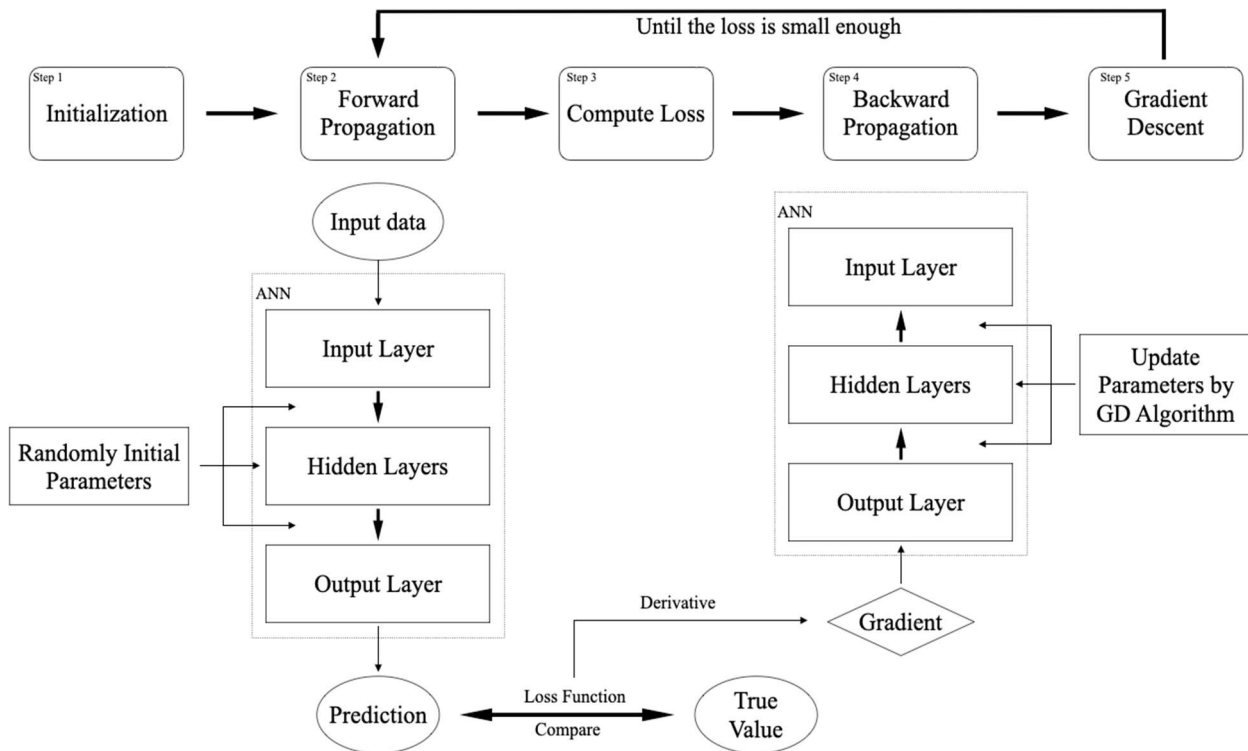 Until the loss is small enough
Step 1
Initialization
Step 2
Forward
Propagation
Step 3
Compute Loss
Step 4
Backward
Propagation
Step 5
Gradient
Descent
Input data
ANN
Input Layer
Hidden Layers
Output Layer
Randomly Initial
Parameters
Prediction
Loss Function
Compare
True
Value
Derivative
Gradient
ANN
Input Layer
Hidden Layers
Output Layer
Update
Parameters by
GD Algorithm